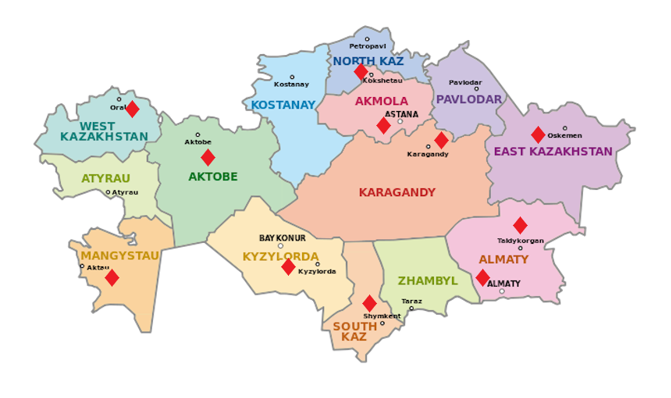 Petropavl
NORTH KAZ
Kokshetau
Kostanay
KOSTANAY
AKMOLA
ASTANA
Pavlodar
PAVLODAR
Oral
WEST
KAZAKHSTAN
Aktobe
AKTOBE
Karagandy
KARAGANDY
Oskemen
EAST KAZAKHSTAN
ATYRAU
Atyrau
MANGYSTAU
Aktau
BAYKONUR
KYZYLORDA
Kyzylorda
Taldykorgan
ALMATY
ALMATY
ZHAMBYL
Taraz
Shymkent
SOUTH
KAZ